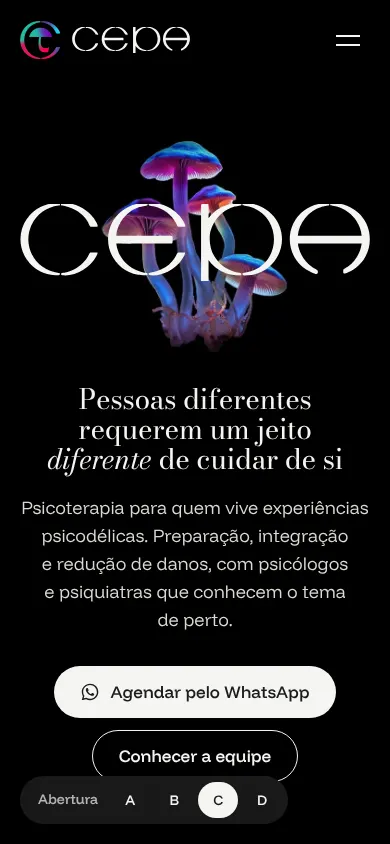 cepa
cepa
Pessoas diferentes
requerem um jeito
diferente de cuidar de si
Psicoterapia para quem vive experiências
psicodélicas. Preparação, integração
e redução de danos, com psicólogos
e psiquiatras que conhecem o tema
de perto.
Agendar pelo WhatsApp
Conhecer a equipe
Abertura A B C D